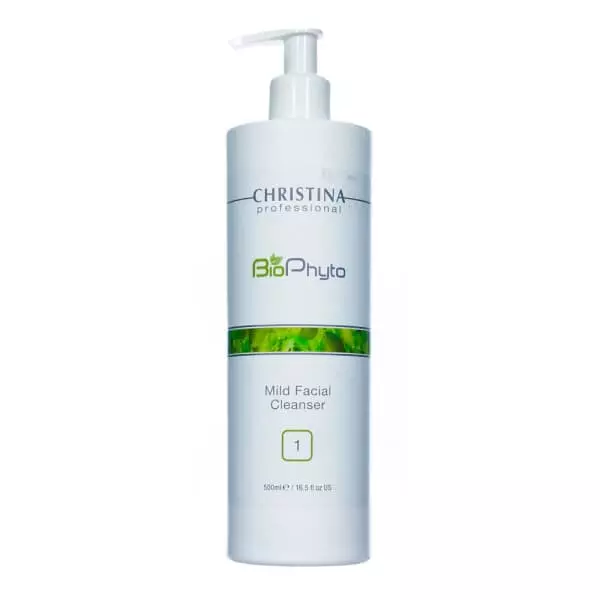 CHRISTINA
professional
BioPhyto
Mild Facial
Cleanser
1
500ml ℮ / 16.5 fl oz US